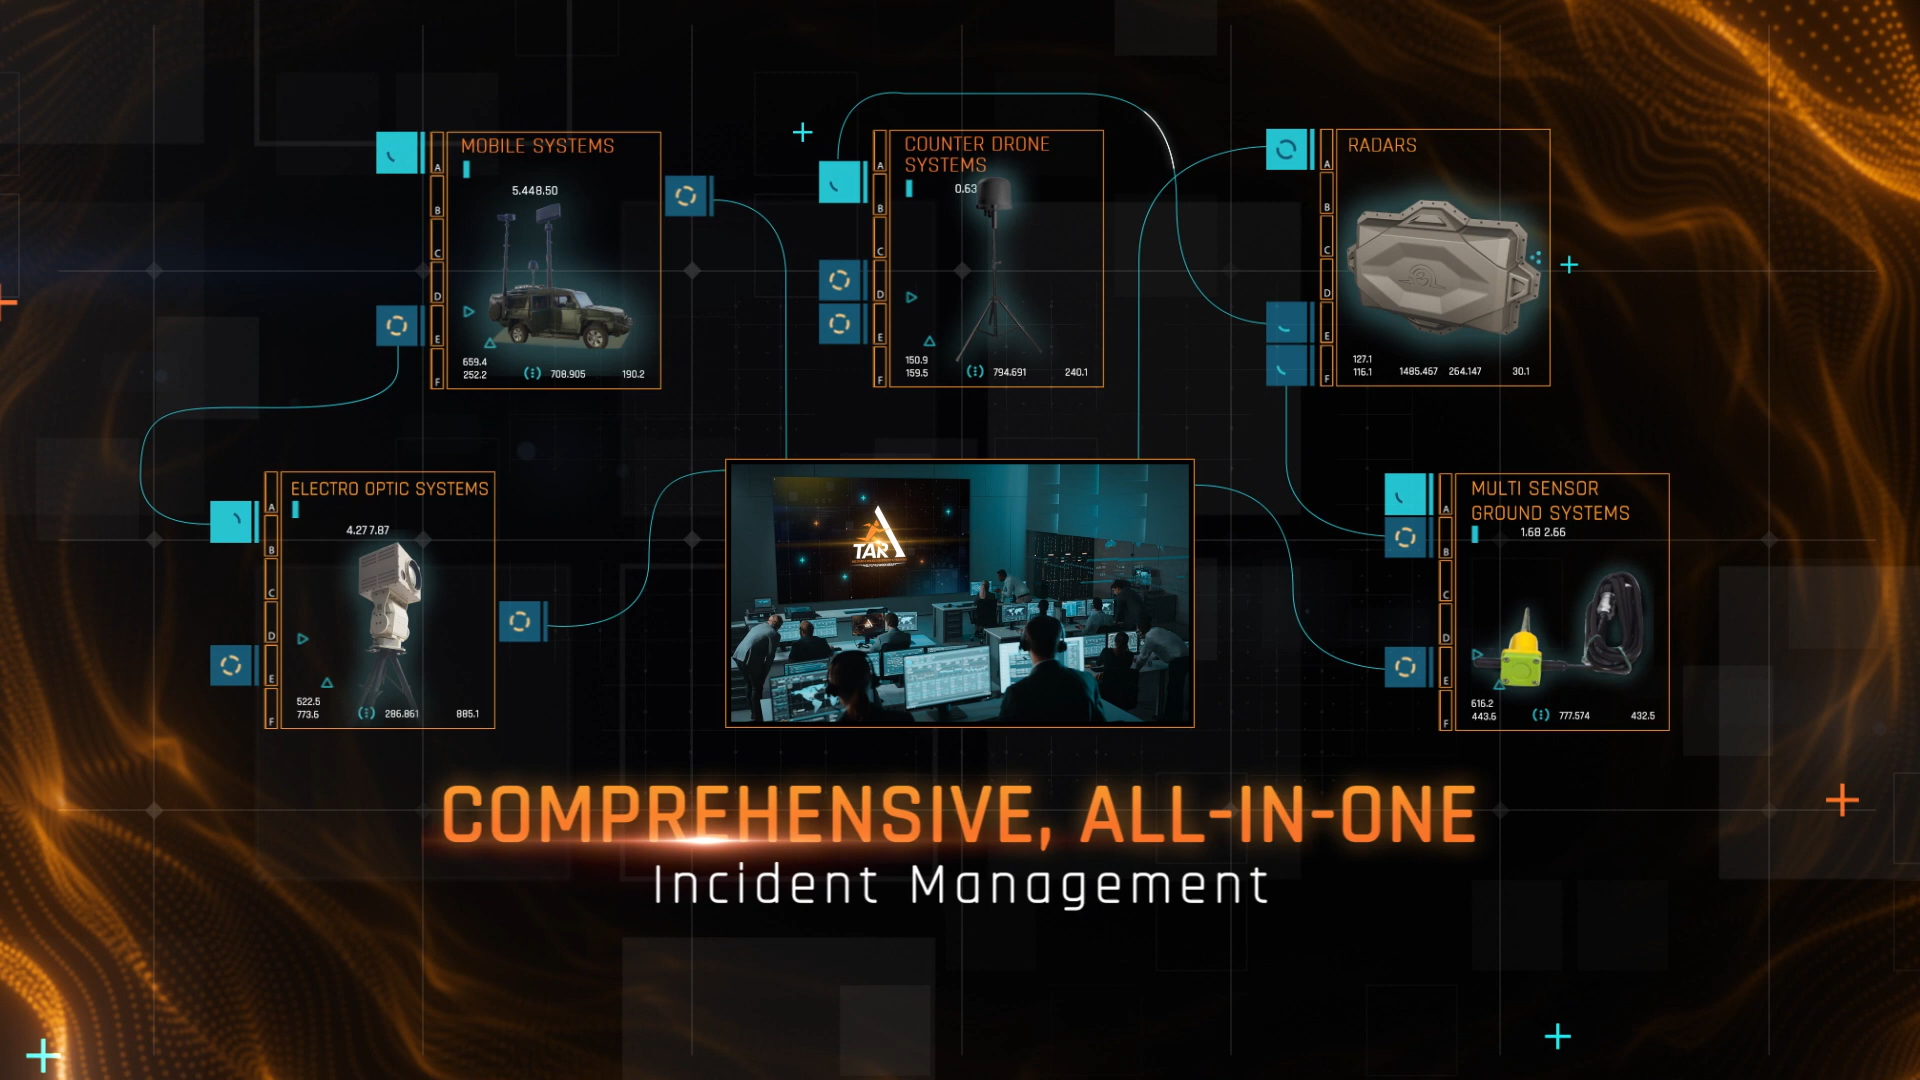 MOBILE SYSTEMS
5.448.50
A
B
C
D
E
F
659.4
252.2
708.905
190.2
COUNTER DRONE
SYSTEMS
0.63
A
B
C
D
E
F
150.9
159.5
794.691
240.1
RADARS
A
B
C
D
E
F
127.1
116.1
1485.467
264.147
30.1
ELECTRO OPTIC SYSTEMS
4.277.87
A
B
C
D
E
F
522.5
773.6
286.861
885.1
TAR
MULTI SENSOR
GROUND SYSTEMS
1.68 2.66
A
B
C
D
E
F
616.2
443.6
777.574
432.5
COMPREHENSIVE, ALL-IN-ONE
Incident Management